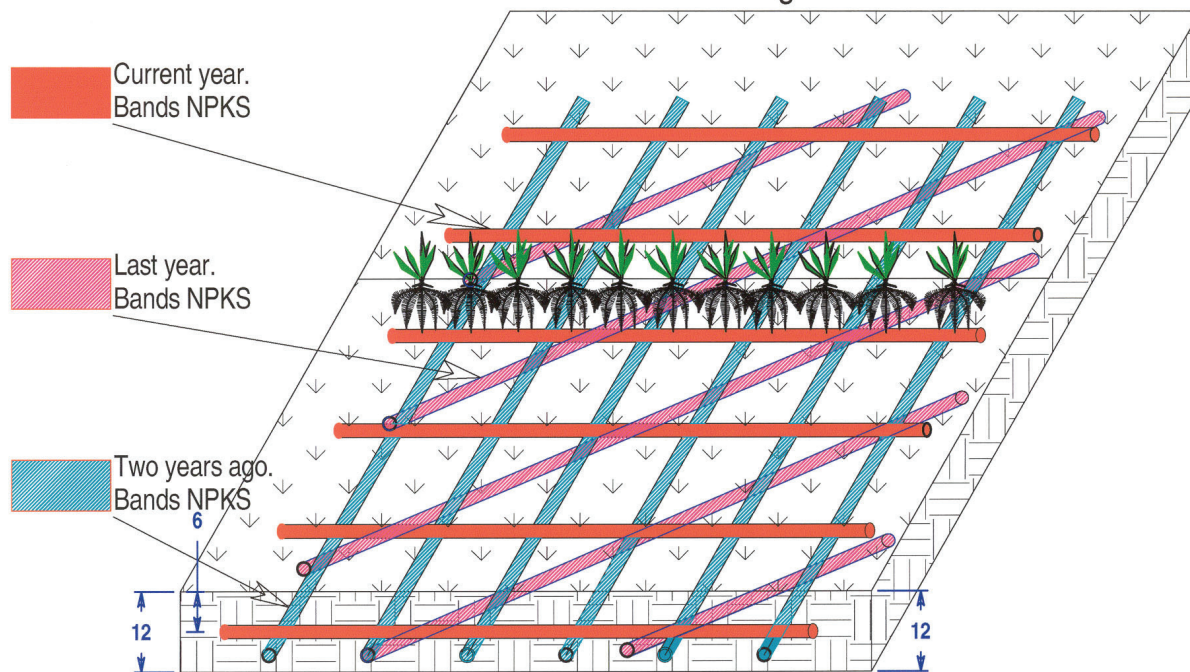 Current year.
Bands NPKS
Last year.
Bands NPKS
Two years ago.
Bands NPKS
6
12
12